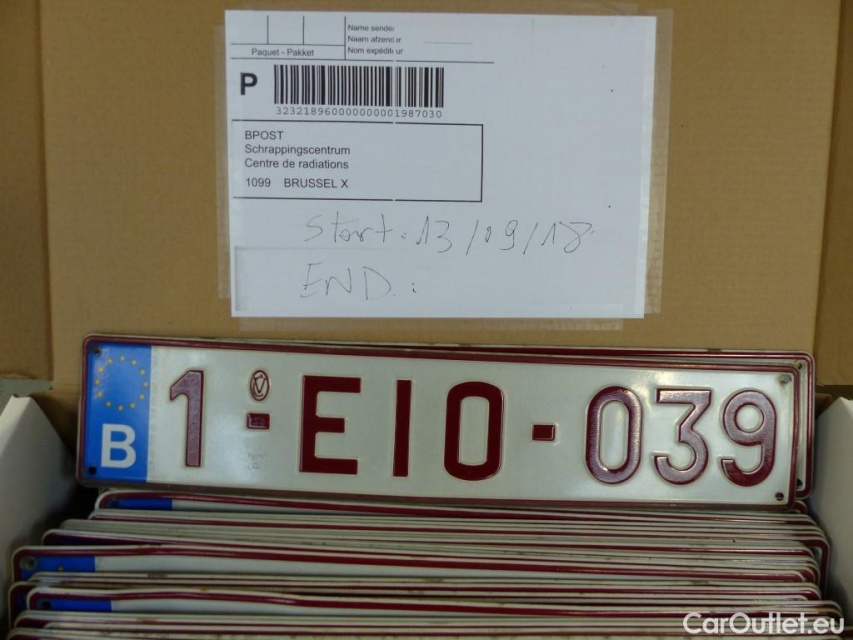 Name sender
Naam afzender
Paquet - Pakket
Nom expéditeur
P
3232189600000000001987030
BPOST
Schrappingscentrum
Centre de radiations
1099 BRUSSEL X
Start: 13/09/18
END:
B 1-EIO-039
CarOutlet.eu